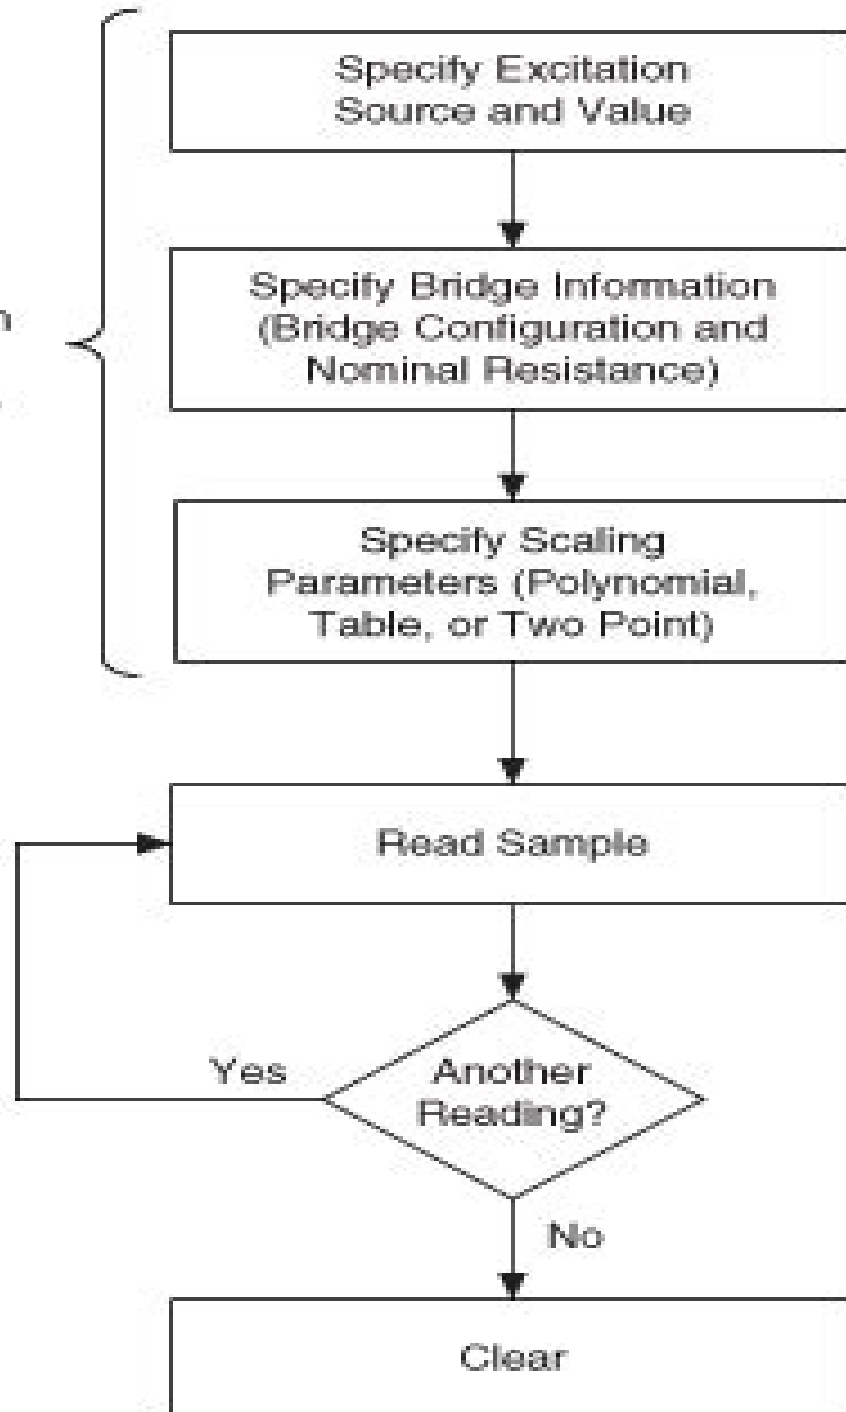 Specify Excitation
Source and Value
Specify Bridge Information
(Bridge Configuration and
Nominal Resistance)
Specify Scaling
Parameters (Polynomial,
Table, or Two Point)
Read Sample
Yes
Another
Reading?
No
Clear